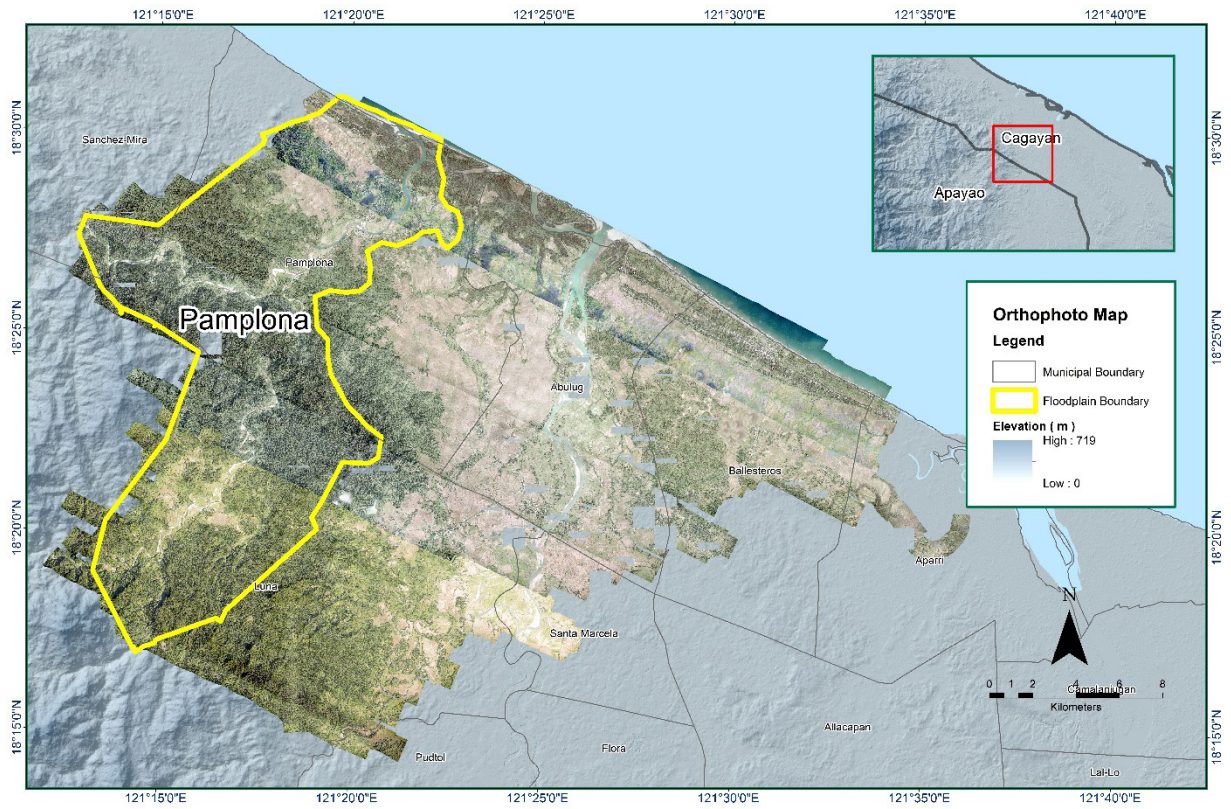 121°15'0"E
121°20'0"E
121°25'0"E
121°30'0"E
121°35'0"E
121°40'0"E
18°30'0"N
18°30'0"N
Sanchez-Mira
Cagayan
Apayao
Pamplona
Pamplona
18°25'0"N
18°25'0"N
Orthophoto Map
Legend
Municipal Boundary
Floodplain Boundary
Elevation ( m )
High : 719
Low : 0
Abulug
Ballesteros
18°20'0"N
18°20'0"N
Aparri
Luna
N
Santa Marcela
0 1 2 4 6 8
Kilometers
Camalaniugan
18°15'0"N
18°15'0"N
Allacapan
Flora
Pudtol
Lal-Lo
121°15'0"E
121°20'0"E
121°25'0"E
121°30'0"E
121°35'0"E
121°40'0"E